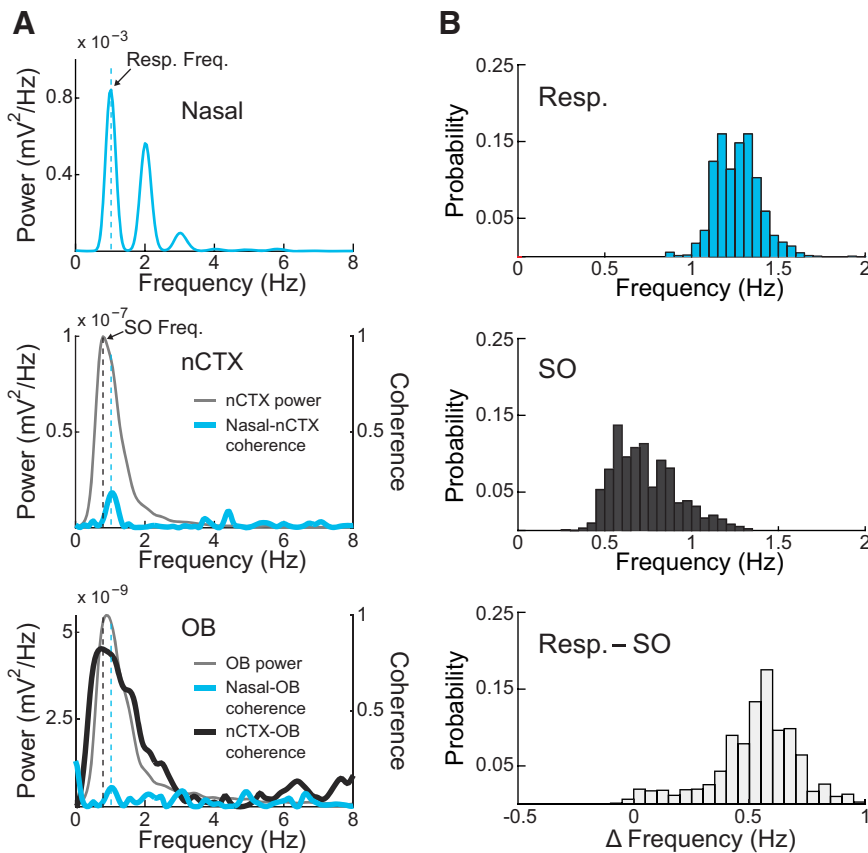 A
x 10⁻³
Resp. Freq.
Nasal
Power (mV²/Hz)
0.8
0.4
0 2 4 6 8
Frequency (Hz)
x 10⁻⁷
SO Freq.
nCTX
nCTX power
Nasal-nCTX
coherence
Power (mV²/Hz)
1
0.5
Coherence
1
0.5
0 2 4 6 8
Frequency (Hz)
x 10⁻⁹
OB
OB power
Nasal-OB
coherence
nCTX-OB
coherence
Power (mV²/Hz)
5
2.5
Coherence
1
0.5
0 2 4 6 8
Frequency (Hz)
B
Resp.
Probability
0.25
0.15
0.05
0 0.5 1 1.5 2
Frequency (Hz)
SO
Probability
0.25
0.15
0.05
0 0.5 1 1.5 2
Frequency (Hz)
Resp. – SO
Probability
0.25
0.15
0.05
-0.5 0 0.5 1
Δ Frequency (Hz)